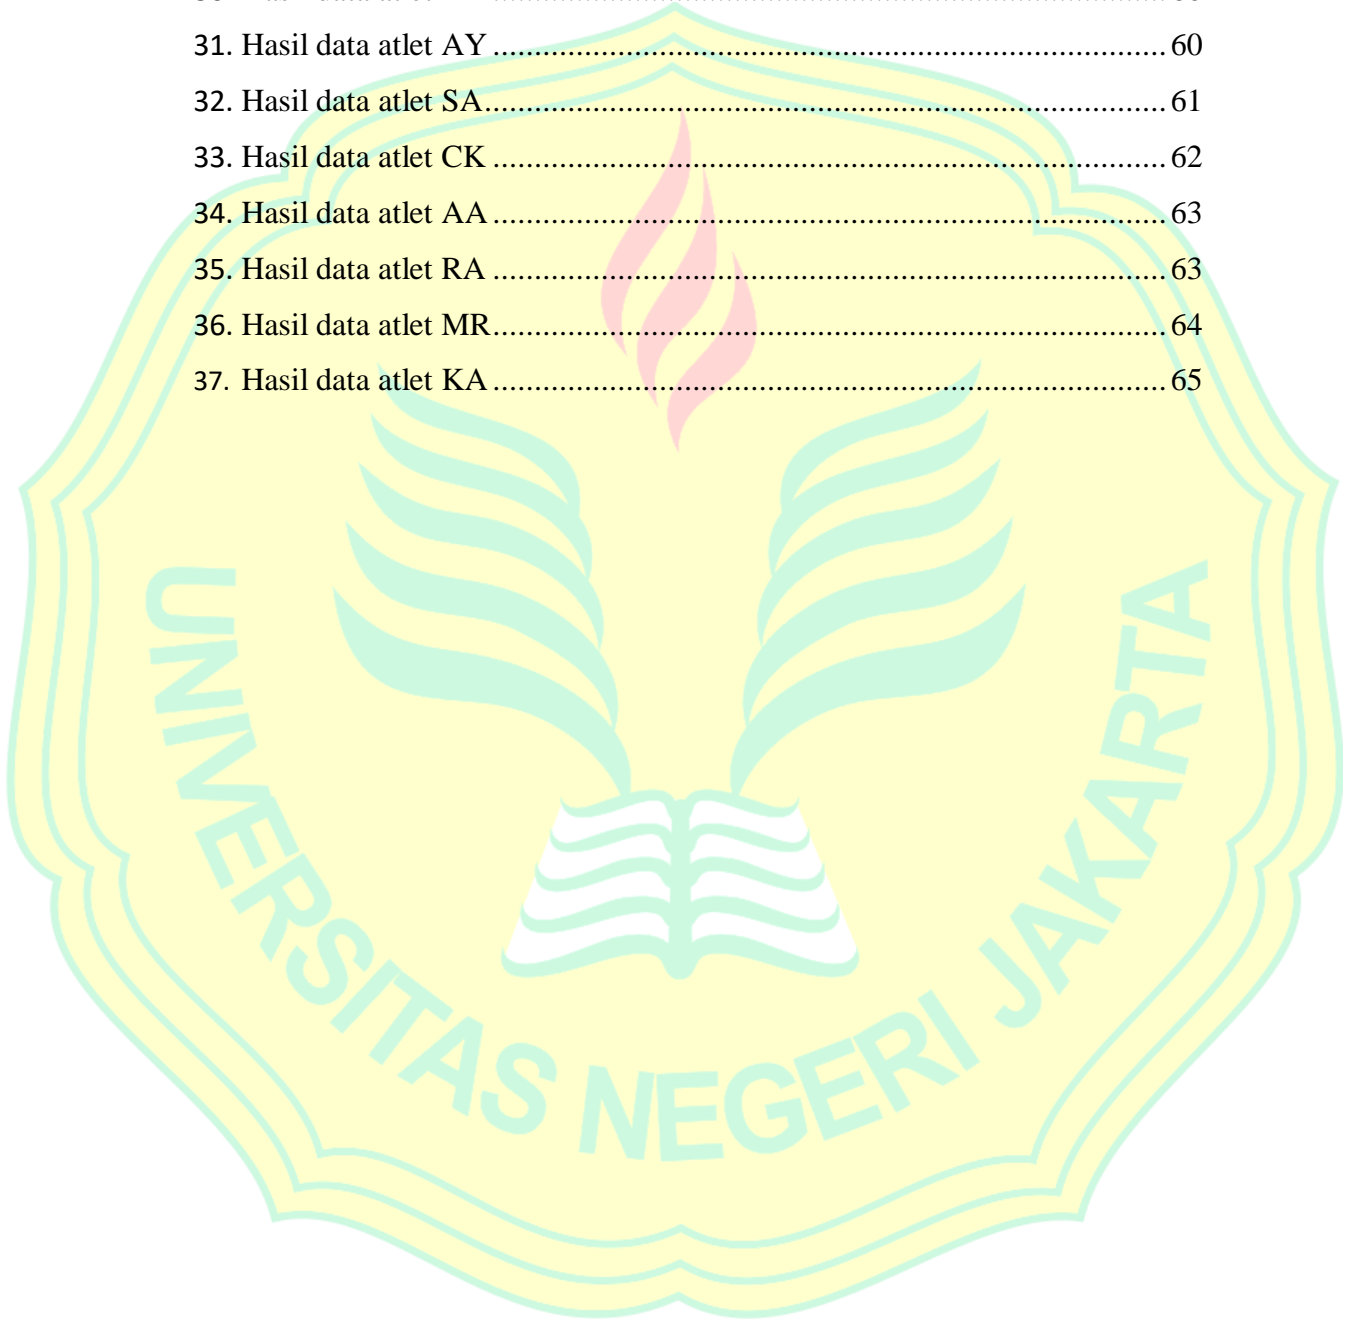 31. Hasil data atlet AY ................................................................................ 60
32. Hasil data atlet SA ................................................................................ 61
33. Hasil data atlet CK ................................................................................ 62
34. Hasil data atlet AA ................................................................................ 63
35. Hasil data atlet RA ................................................................................ 63
36. Hasil data atlet MR ................................................................................ 64
37. Hasil data atlet KA ................................................................................ 65
UNIVERSITAS NEGERI JAKARTA